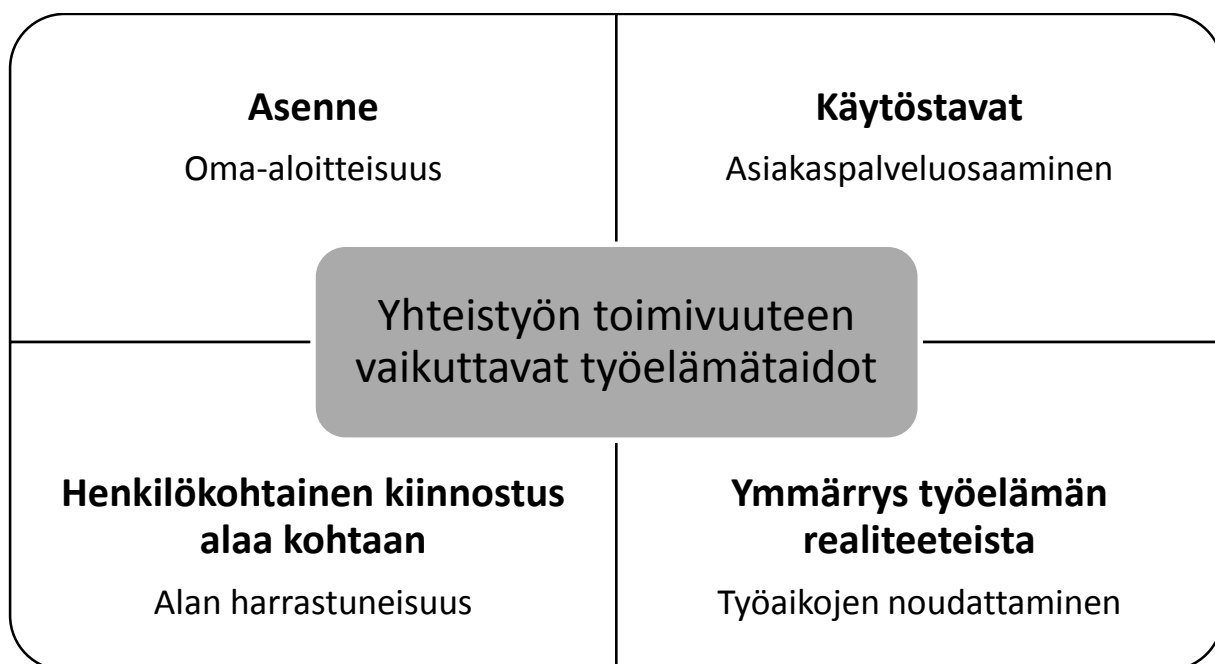 Asenne
Oma-aloitteisuus
Käytöstavat
Asiakaspalveluosaaminen
Yhteistyön toimivuuteen
vaikuttavat työelämätaidot
Henkilökohtainen kiinnostus
alaa kohtaan
Alan harrastuneisuus
Ymmärrys työelämän
realiteeteista
Työaikojen noudattaminen